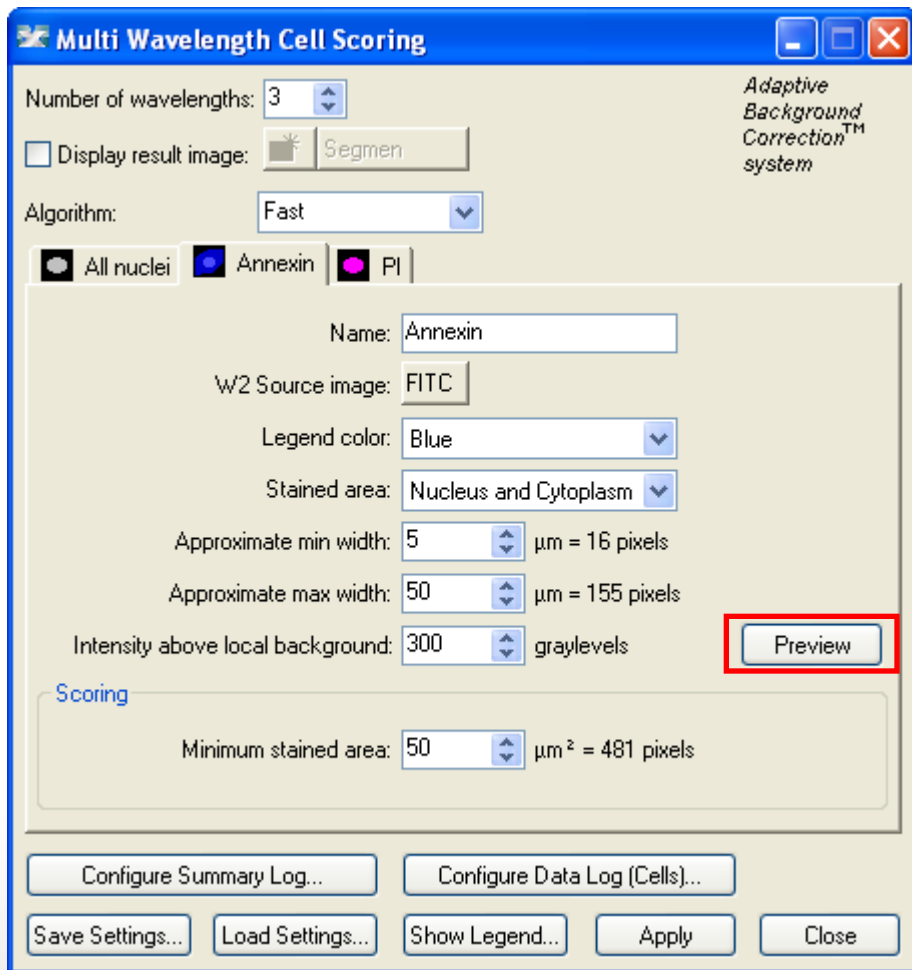 Multi Wavelength Cell Scoring
Number of wavelengths: 3
Adaptive
Background
Correction™
system
Display result image: Segmen
Algorithm: Fast
All nuclei Annexin PI
Name: Annexin
W2 Source image: FITC
Legend color: Blue
Stained area: Nucleus and Cytoplasm
Approximate min width: 5 µm = 16 pixels
Approximate max width: 50 µm = 155 pixels
Intensity above local background: 300 graylevels Preview
Scoring
Minimum stained area: 50 µm² = 481 pixels
Configure Summary Log... Configure Data Log (Cells)...
Save Settings... Load Settings... Show Legend... Apply Close